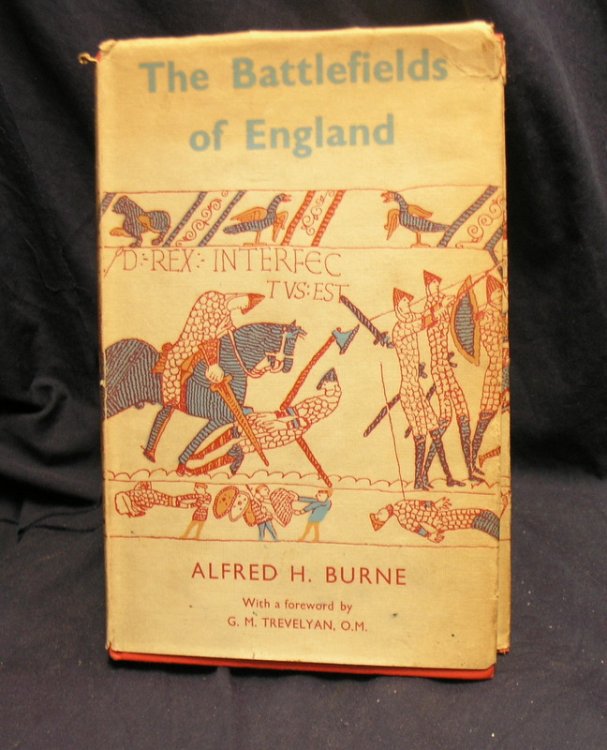 The Battlefields
of England
D:·REX:·INTERFEC
TVS:EST
ALFRED H. BURNE
With a foreword by
G. M. TREVELYAN, O.M.